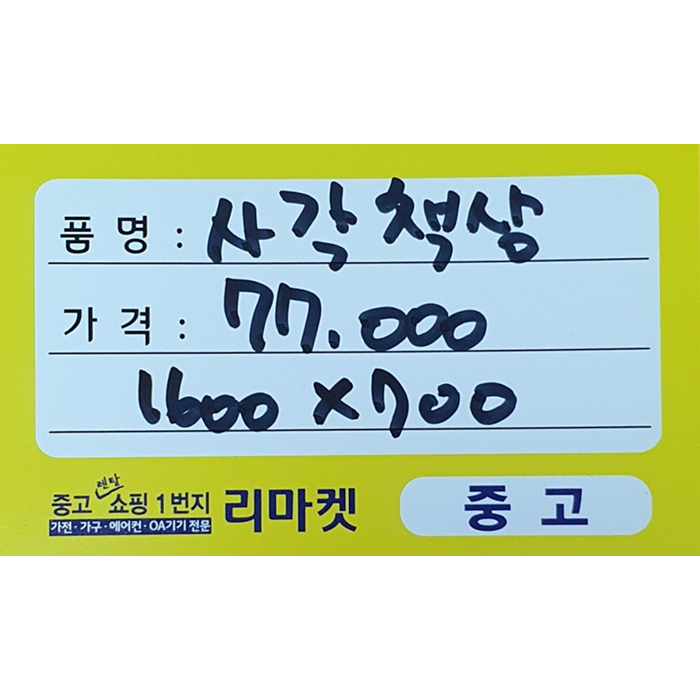 품 명 : 사각 책상
가 격 : 77.000
1600 x 700
렌탈
중고 쇼핑 1번지
가전·가구·에어컨·OA기기 전문
리마켓
중 고